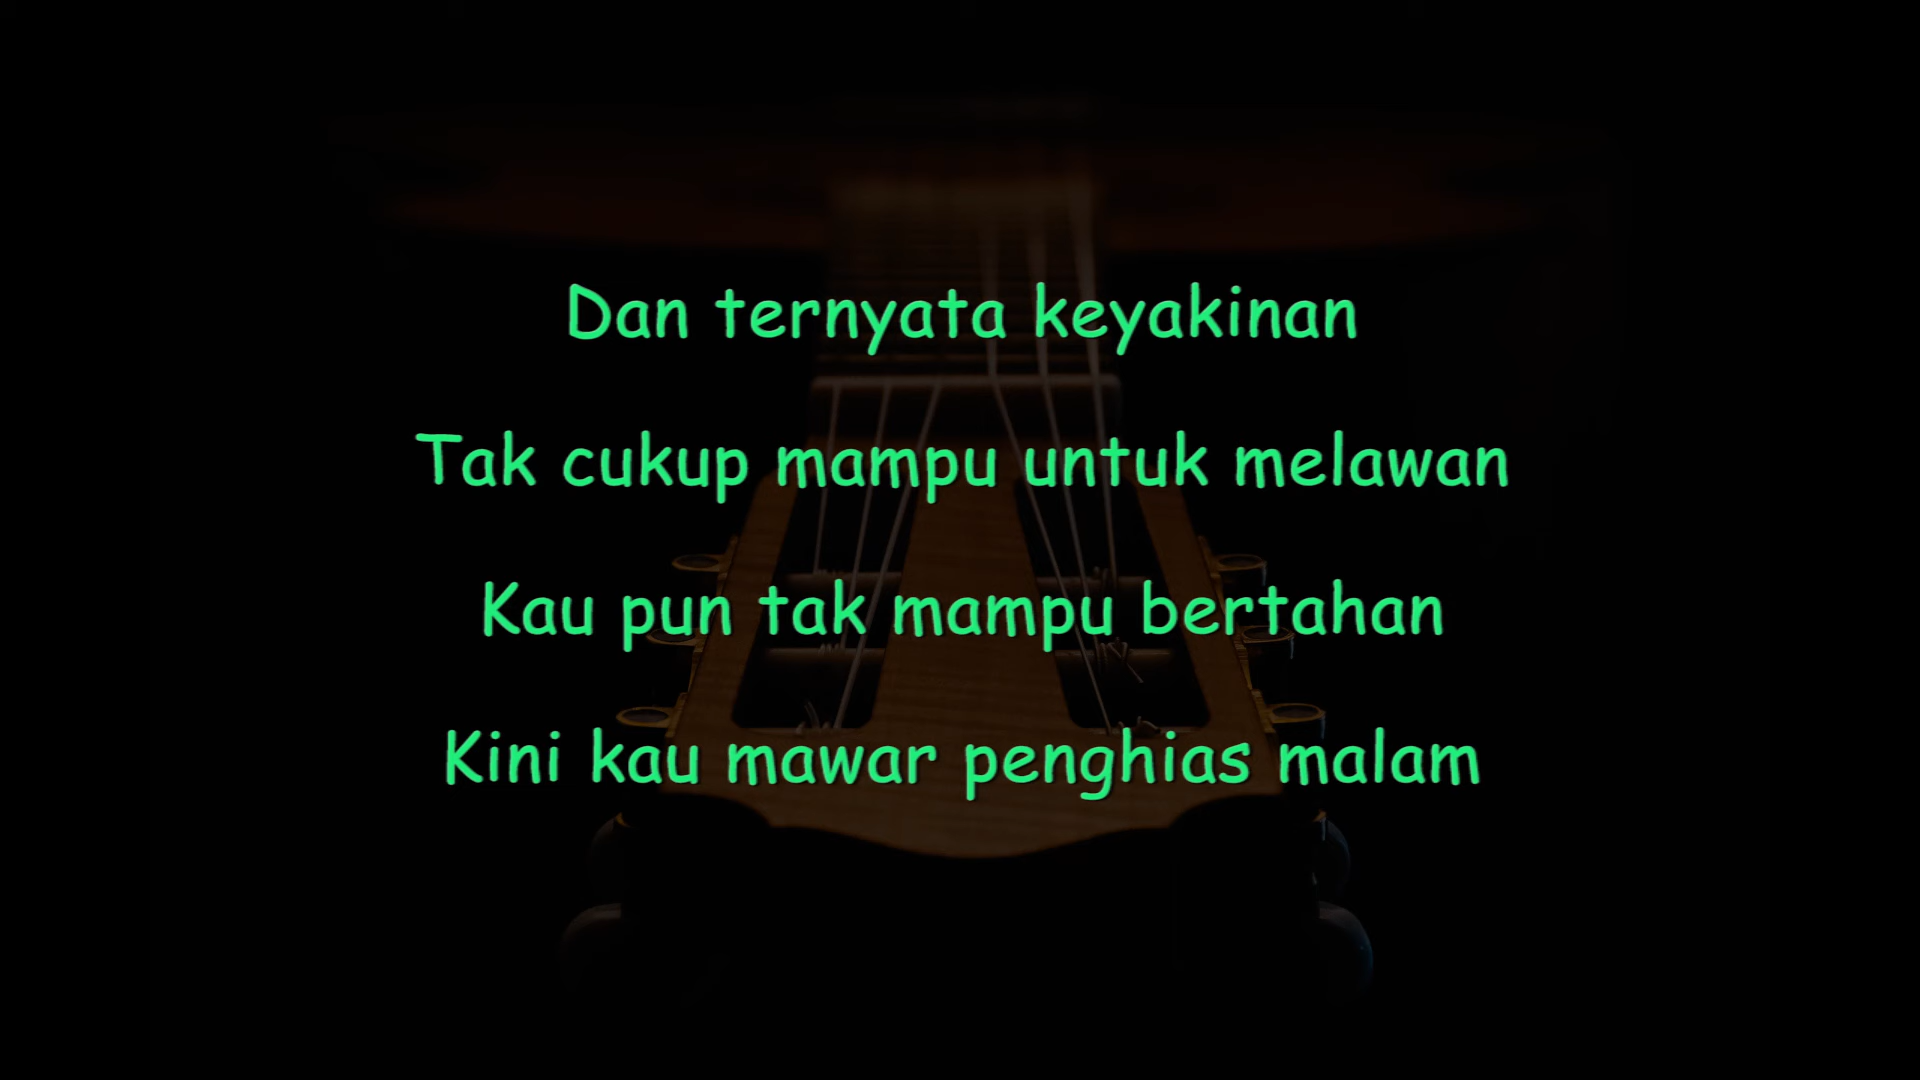 Dan ternyata keyakinan
Tak cukup mampu untuk melawan
Kau pun tak mampu bertahan
Kini kau mawar penghias malam